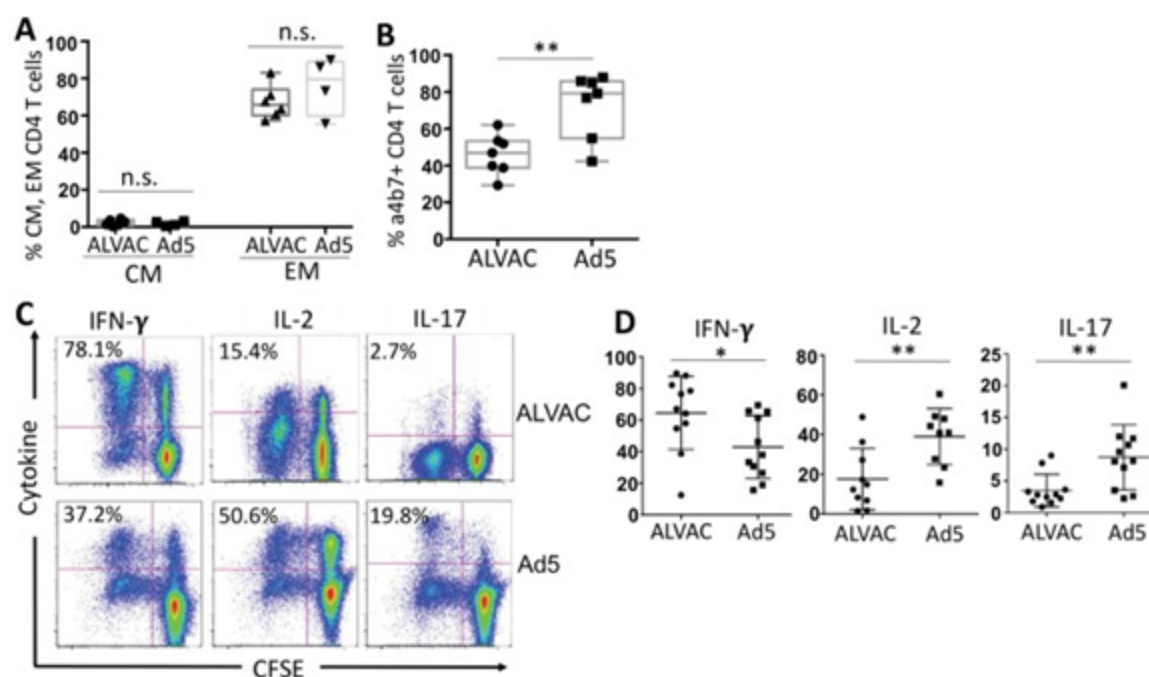 A
% CM, EM CD4 T cells
100
80
60
40
20
0
n.s.
n.s.
ALVAC Ad5 ALVAC Ad5
CM EM
B
% a4b7+ CD4 T cells
100
80
60
40
20
0
**
ALVAC Ad5
C
IFN-γ IL-2 IL-17
Cytokine
78.1% 15.4% 2.7%
ALVAC
37.2% 50.6% 19.8%
Ad5
CFSE
D
IFN-γ
100
80
60
40
20
0
*
ALVAC Ad5
IL-2
80
60
40
20
0
**
ALVAC Ad5
IL-17
25
20
15
10
5
0
**
ALVAC Ad5